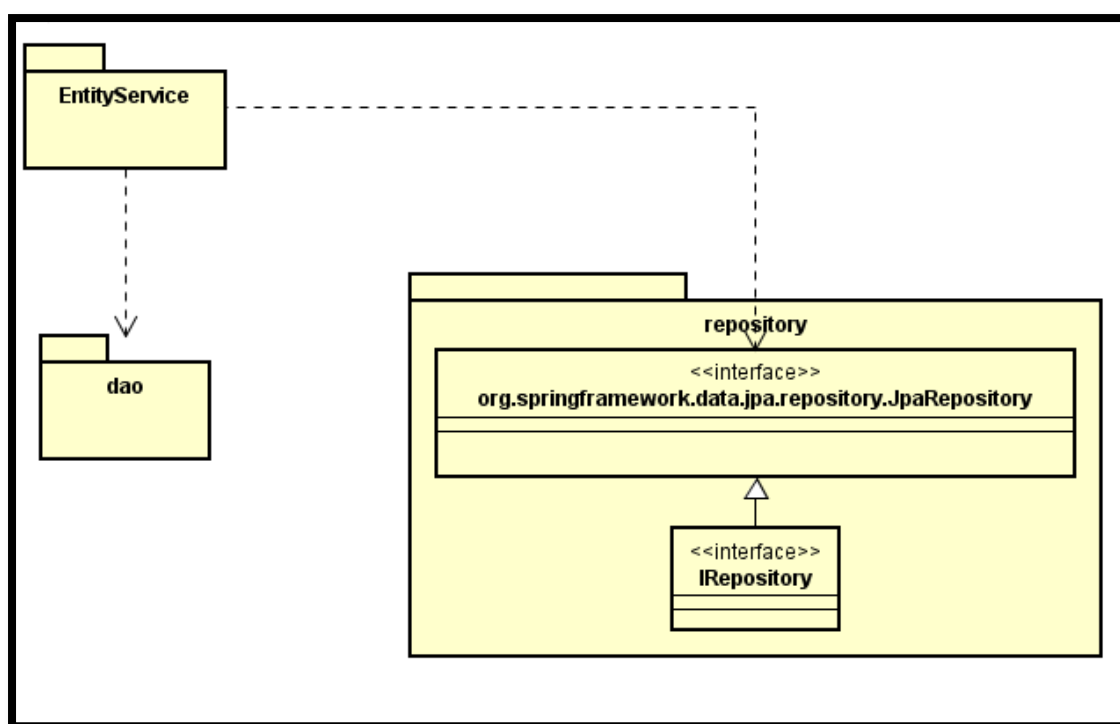 EntityService
dao
repository
<<interface>>
org.springframework.data.jpa.repository.JpaRepository
<<interface>>
IRepository